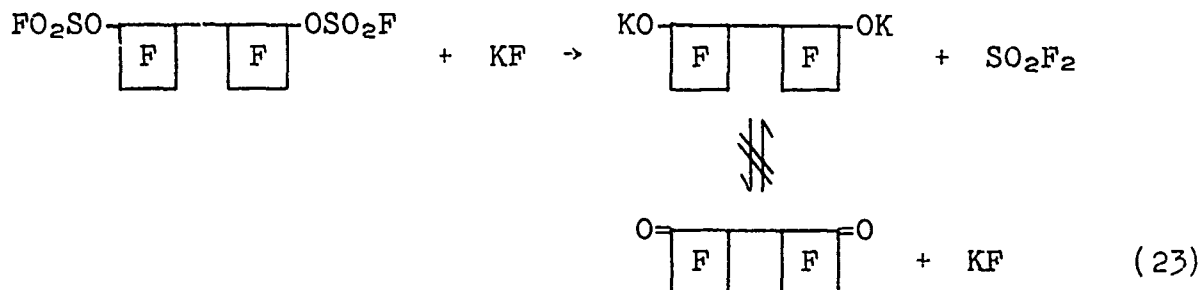 FO₂SO F F OSO₂F + KF → KO F F OK + SO₂F₂
O= F F =O + KF (23)